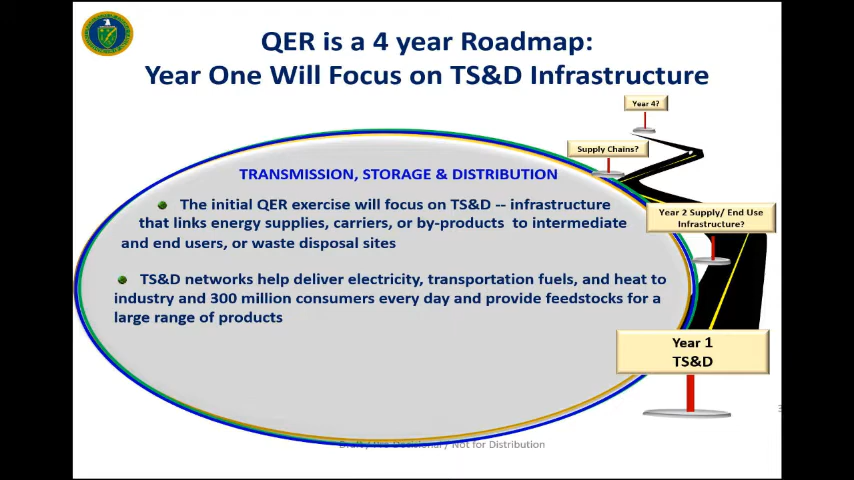 QER is a 4 year Roadmap:
Year One Will Focus on TS&D Infrastructure
Year 4?
Supply Chains?
TRANSMISSION, STORAGE & DISTRIBUTION
The initial QER exercise will focus on TS&D -- infrastructure
that links energy supplies, carriers, or by-products to intermediate
and end users, or waste disposal sites
Year 2 Supply/ End Use
Infrastructure?
TS&D networks help deliver electricity, transportation fuels, and heat to
industry and 300 million consumers every day and provide feedstocks for a
large range of products
Year 1
TS&D
Not for Distribution